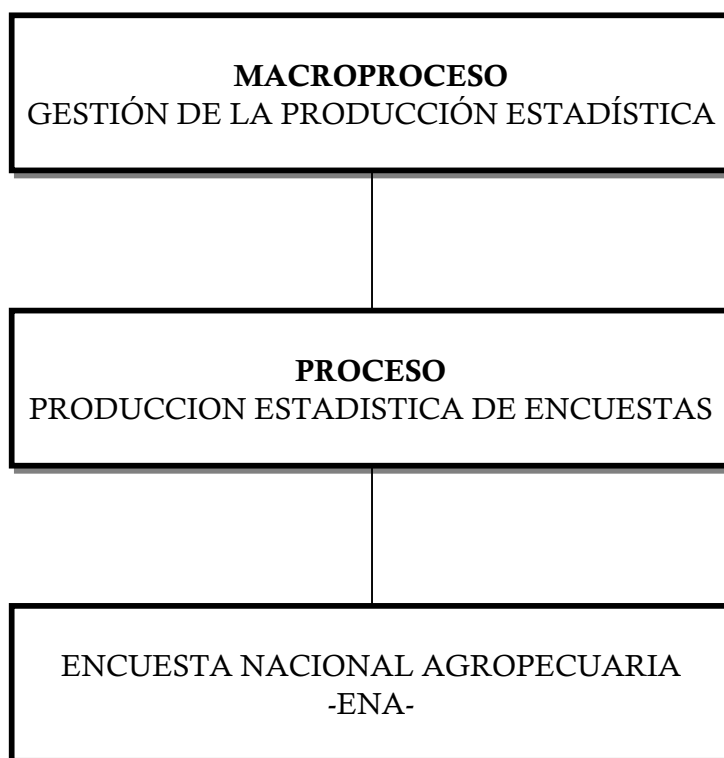 MACROPROCESO
GESTIÓN DE LA PRODUCCIÓN ESTADÍSTICA
PROCESO
PRODUCCION ESTADISTICA DE ENCUESTAS
ENCUESTA NACIONAL AGROPECUARIA
-ENA-